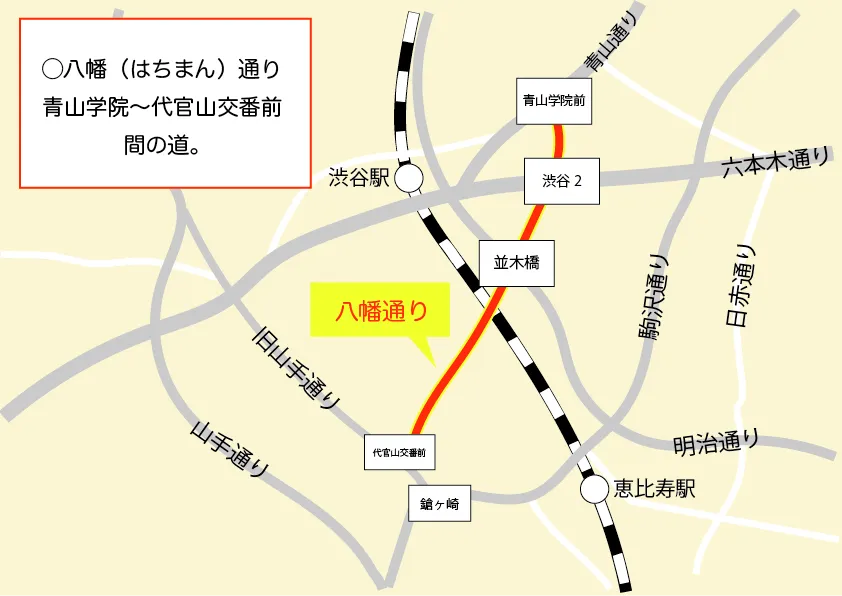 ○八幡（はちまん）通り
青山学院〜代官山交番前
間の道。
青山通り
青山学院前
六本木通り
渋谷駅
渋谷2
並木橋
日赤通り
駒沢通り
八幡通り
旧山手通り
山手通り
明治通り
代官山交番前
恵比寿駅
鎗ヶ崎